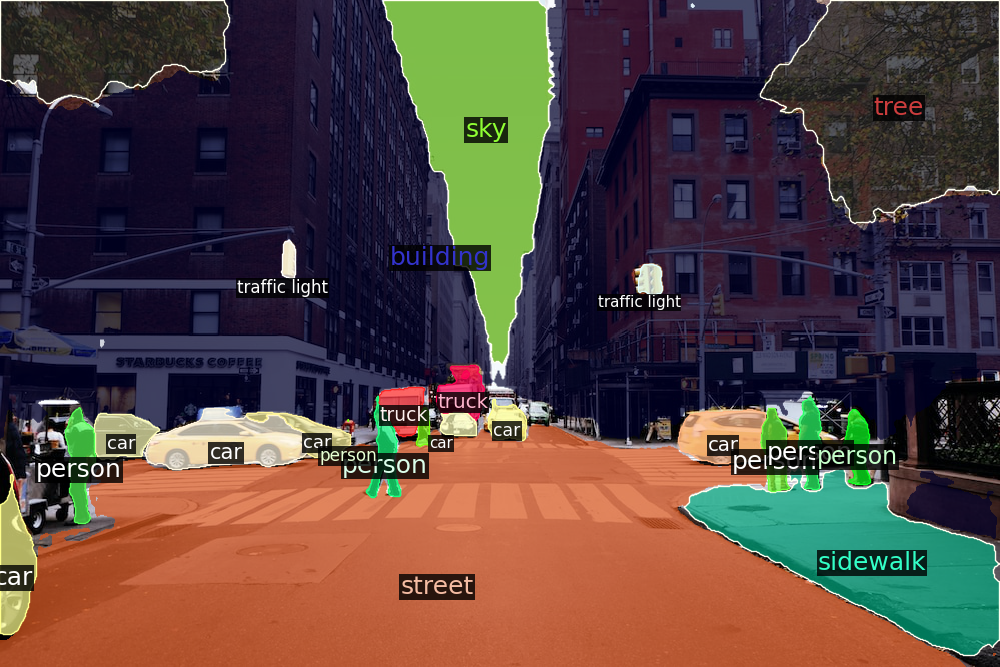 tree
sky
building
traffic light
traffic light
STARBUCKS COFFEE
truck
truck
car
car
car
car
car
car
person
person
person
person
person
person
car
sidewalk
street